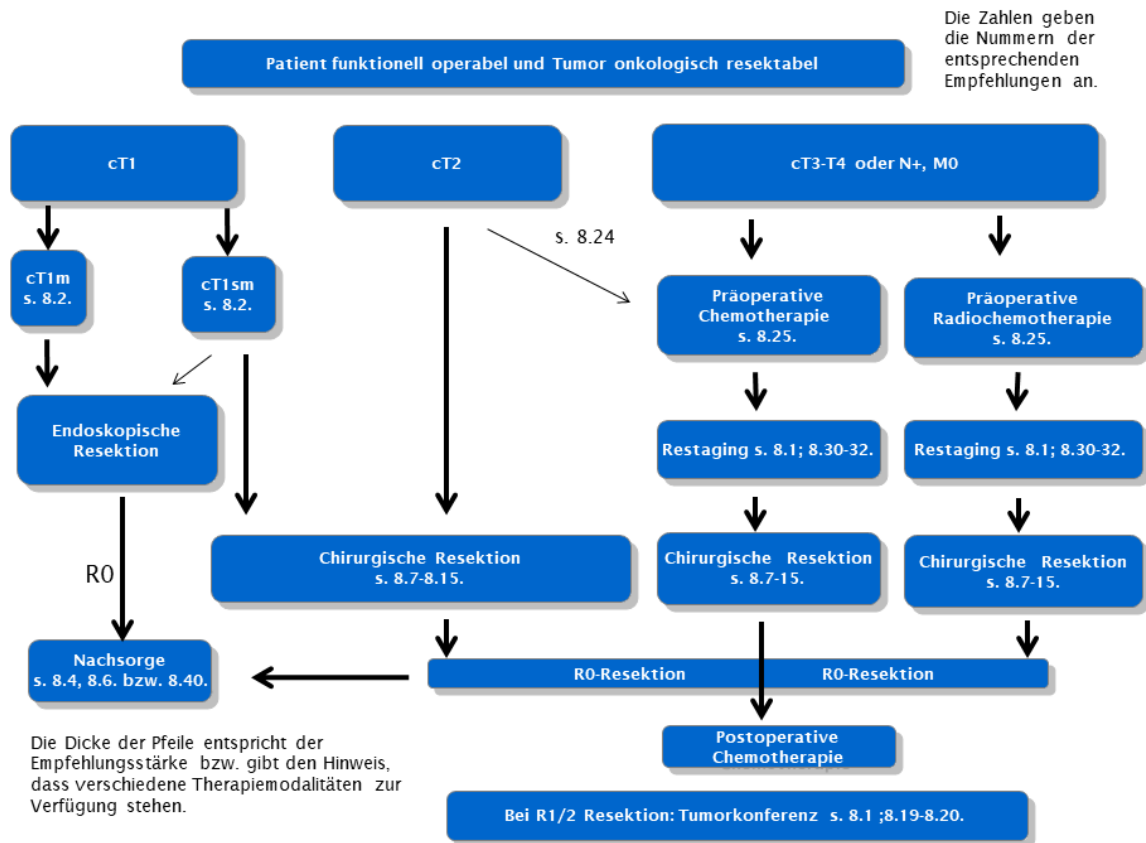 Die Zahlen geben
die Nummern der
entsprechenden
Empfehlungen an.
Patient funktionell operabel und Tumor onkologisch resektabel
cT1
cT2
cT3-T4 oder N+, M0
s. 8.24
cT1m
s. 8.2.
cT1sm
s. 8.2.
Präoperative
Chemotherapie
s. 8.25.
Präoperative
Radiochemotherapie
s. 8.25.
Endoskopische
Resektion
Restaging s. 8.1; 8.30-32.
Restaging s. 8.1; 8.30-32.
Chirurgische Resektion
s. 8.7-8.15.
Chirurgische Resektion
s. 8.7-15.
Chirurgische Resektion
s. 8.7-15.
R0
Nachsorge
s. 8.4, 8.6. bzw. 8.40.
R0-Resektion
R0-Resektion
Postoperative
Chemotherapie
Die Dicke der Pfeile entspricht der
Empfehlungsstärke bzw. gibt den Hinweis,
dass verschiedene Therapiemodalitäten zur
Verfügung stehen.
Bei R1/2 Resektion: Tumorkonferenz s. 8.1 ;8.19-8.20.